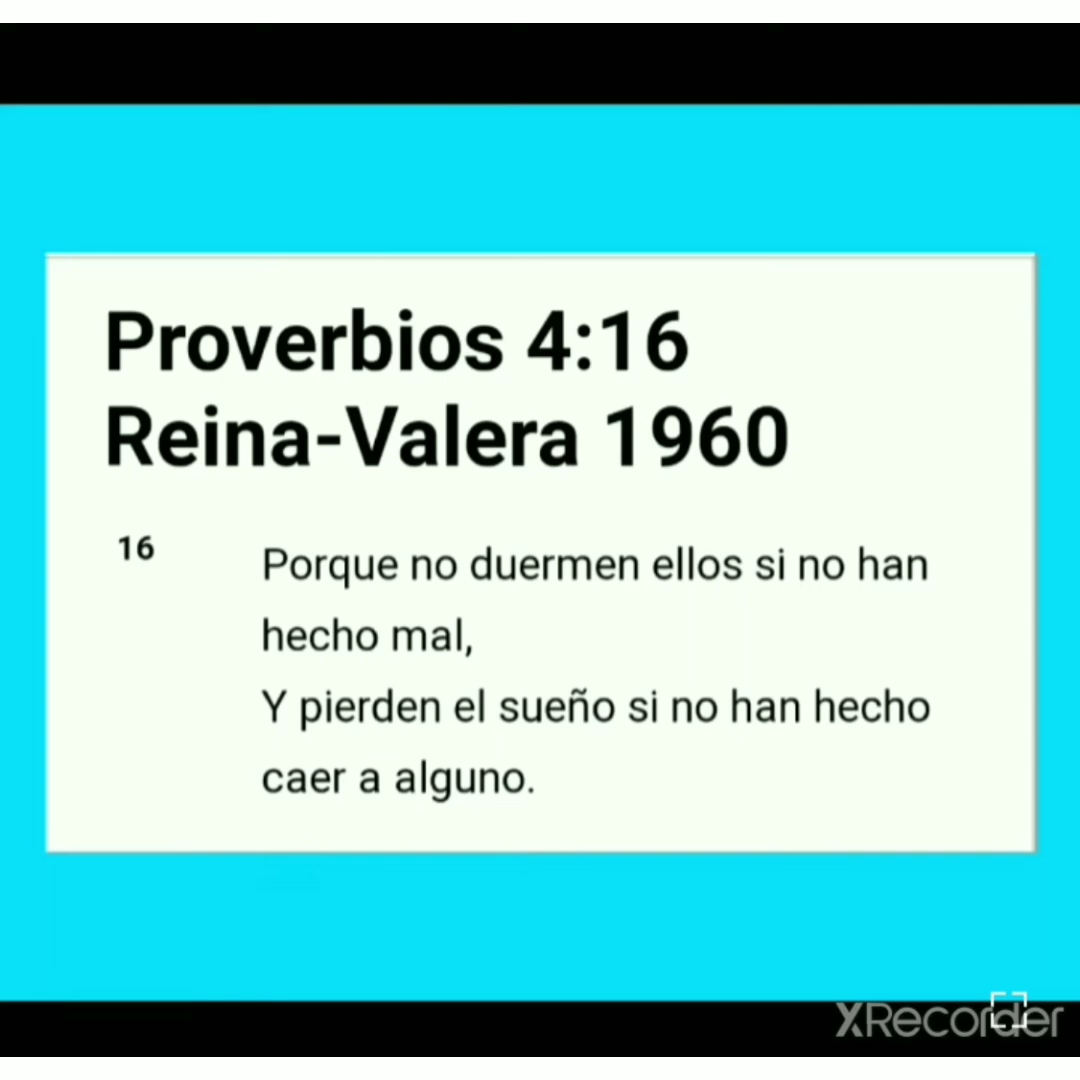 Proverbios 4:16
Reina-Valera 1960
16 Porque no duermen ellos si no han
hecho mal,
Y pierden el sueño si no han hecho
caer a alguno.
XRecorder